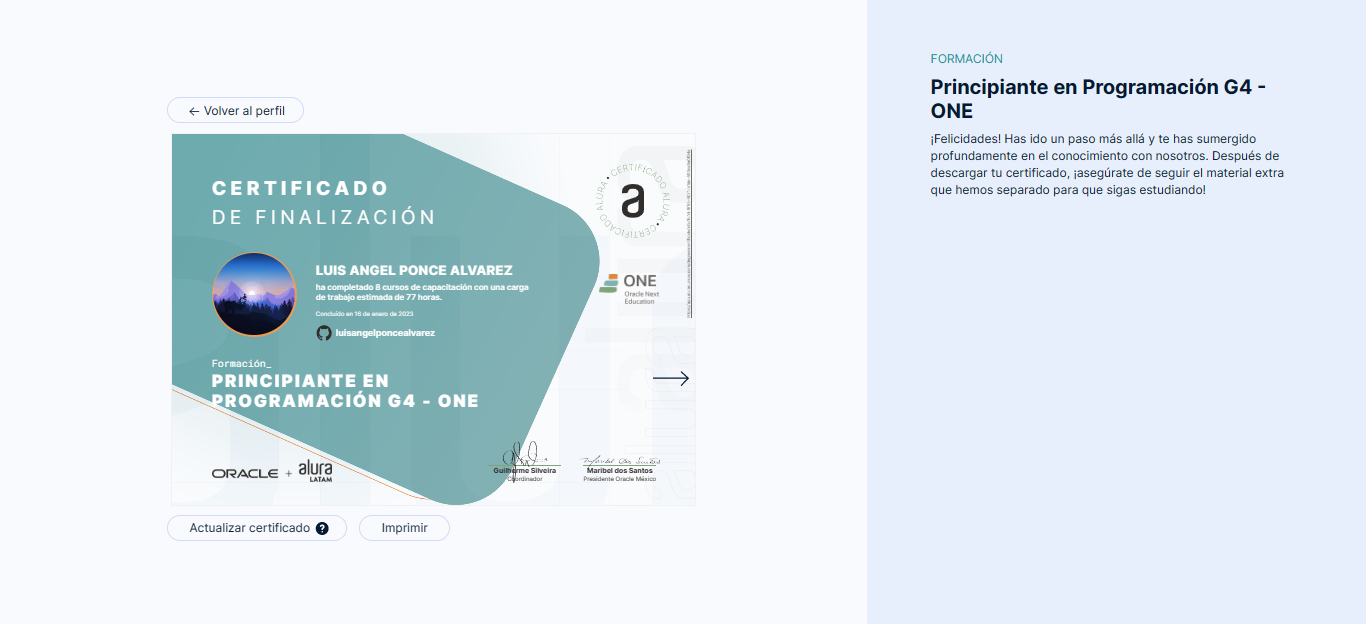 ← Volver al perfil
CERTIFICADO
DE FINALIZACIÓN
LUIS ANGEL PONCE ALVAREZ
ha completado 8 cursos de capacitación con una carga
de trabajo estimada de 77 horas.
Concluido en 16 de enero de 2023
luisangelponcealvarez
Formación_
PRINCIPIANTE EN
PROGRAMACIÓN G4 - ONE
ORACLE + alura
LATAM
CERTIFICADO ALURA • CERTIFICADO ALURA •
a
ONE
Oracle Next
Education
Guilherme Silveira
Coordinador
Maribel dos Santos
Presidente Oracle México
Actualizar certificado ?
Imprimir
FORMACIÓN
Principiante en Programación G4 -
ONE
¡Felicidades! Has ido un paso más allá y te has sumergido
profundamente en el conocimiento con nosotros. Después de
descargar tu certificado, ¡asegúrate de seguir el material extra
que hemos separado para que sigas estudiando!